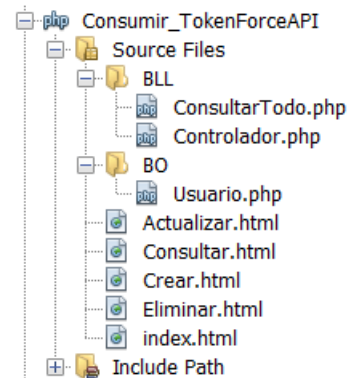 Consumir_TokenForceAPI
Source Files
BLL
ConsultarTodo.php
Controlador.php
BO
Usuario.php
Actualizar.html
Consultar.html
Crear.html
Eliminar.html
index.html
Include Path